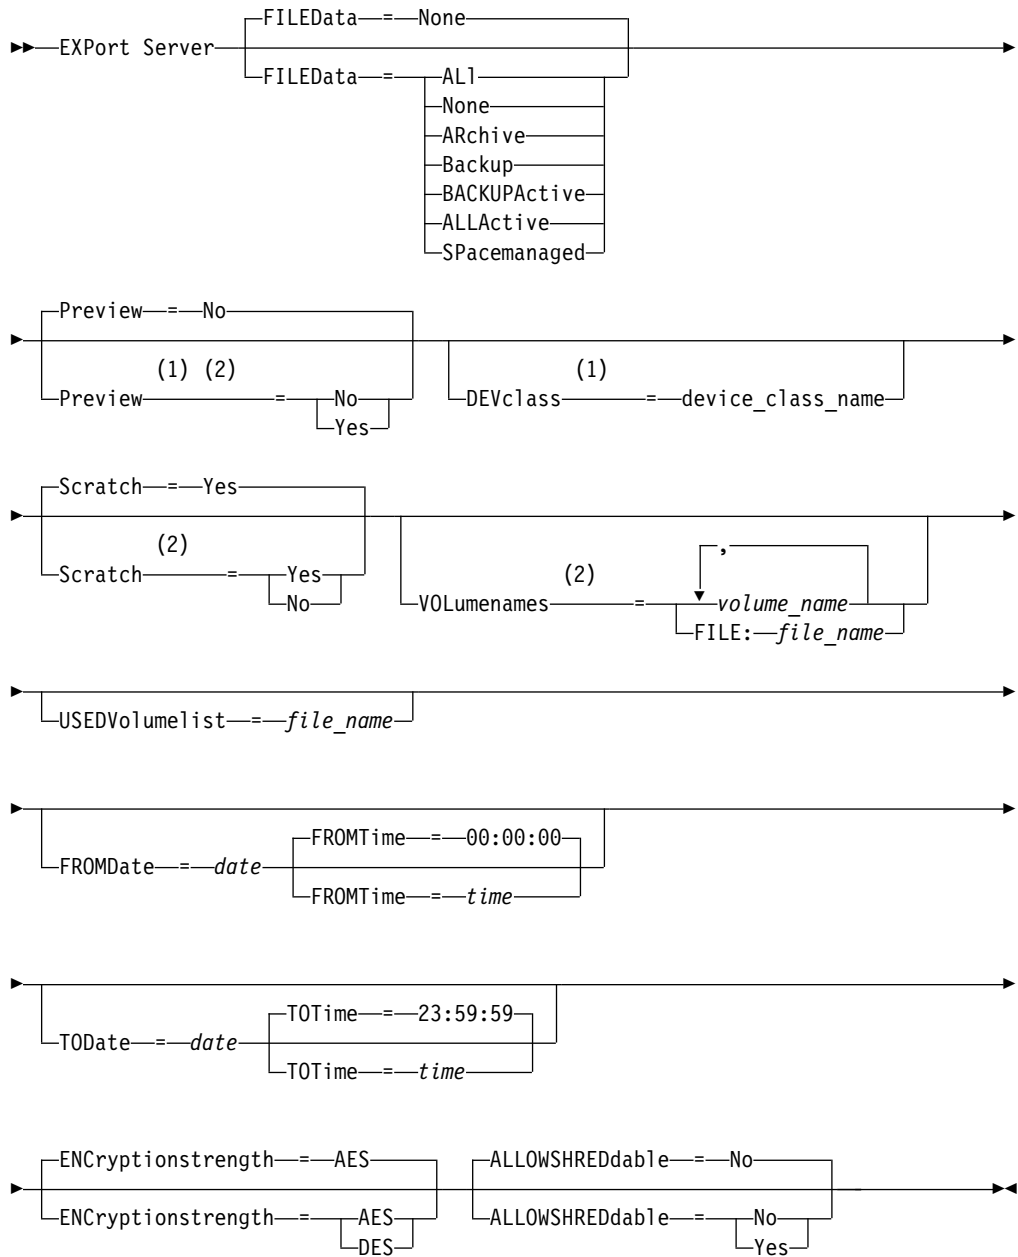 FILEData = None
EXPort Server
FILEData = ALl
None
ARchive
Backup
BACKUPActive
ALLActive
SPacemanaged
Preview = No
(1) (2)
Preview = No
Yes
(1)
DEVclass = device_class_name
Scratch = Yes
(2)
Scratch = Yes
No
,
(2)
VOLumenames = volume_name
FILE: file_name
USEDVolumelist = file_name
FROMTime = 00:00:00
FROMDate = date
FROMTime = time
TOTime = 23:59:59
TODate = date
TOTime = time
ENCryptionstrength = AES
ENCryptionstrength = AES
DES
ALLOWSHREDdable = No
ALLOWSHREDdable = No
Yes